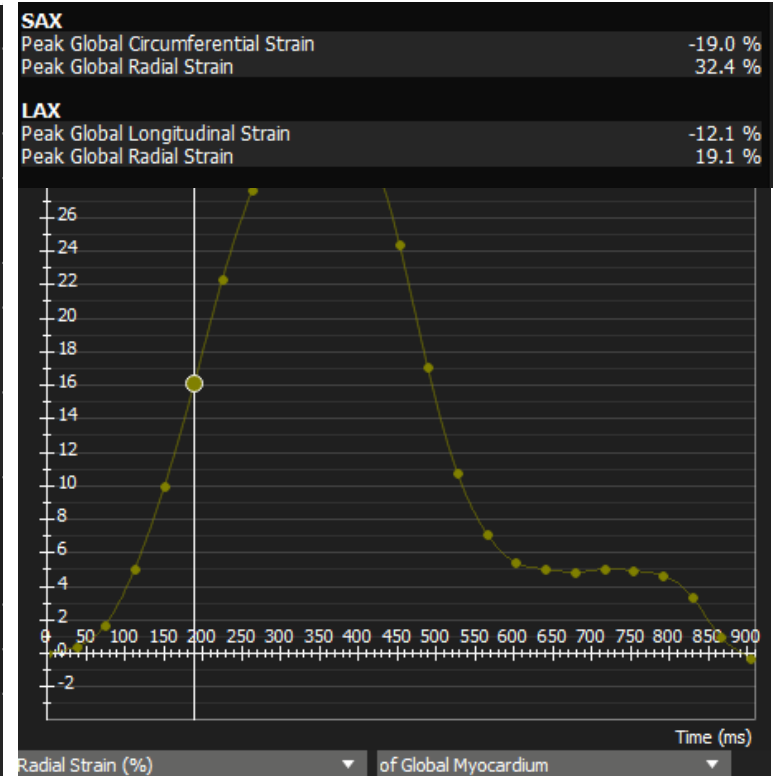 SAX
Peak Global Circumferential Strain -19.0 %
Peak Global Radial Strain 32.4 %
LAX
Peak Global Longitudinal Strain -12.1 %
Peak Global Radial Strain 19.1 %
26
24
22
20
18
16
14
12
10
8
6
4
2
0 50 100 150 200 250 300 350 400 450 500 550 600 650 700 750 800 850 900
0
-2
Time (ms)
Radial Strain (%) of Global Myocardium